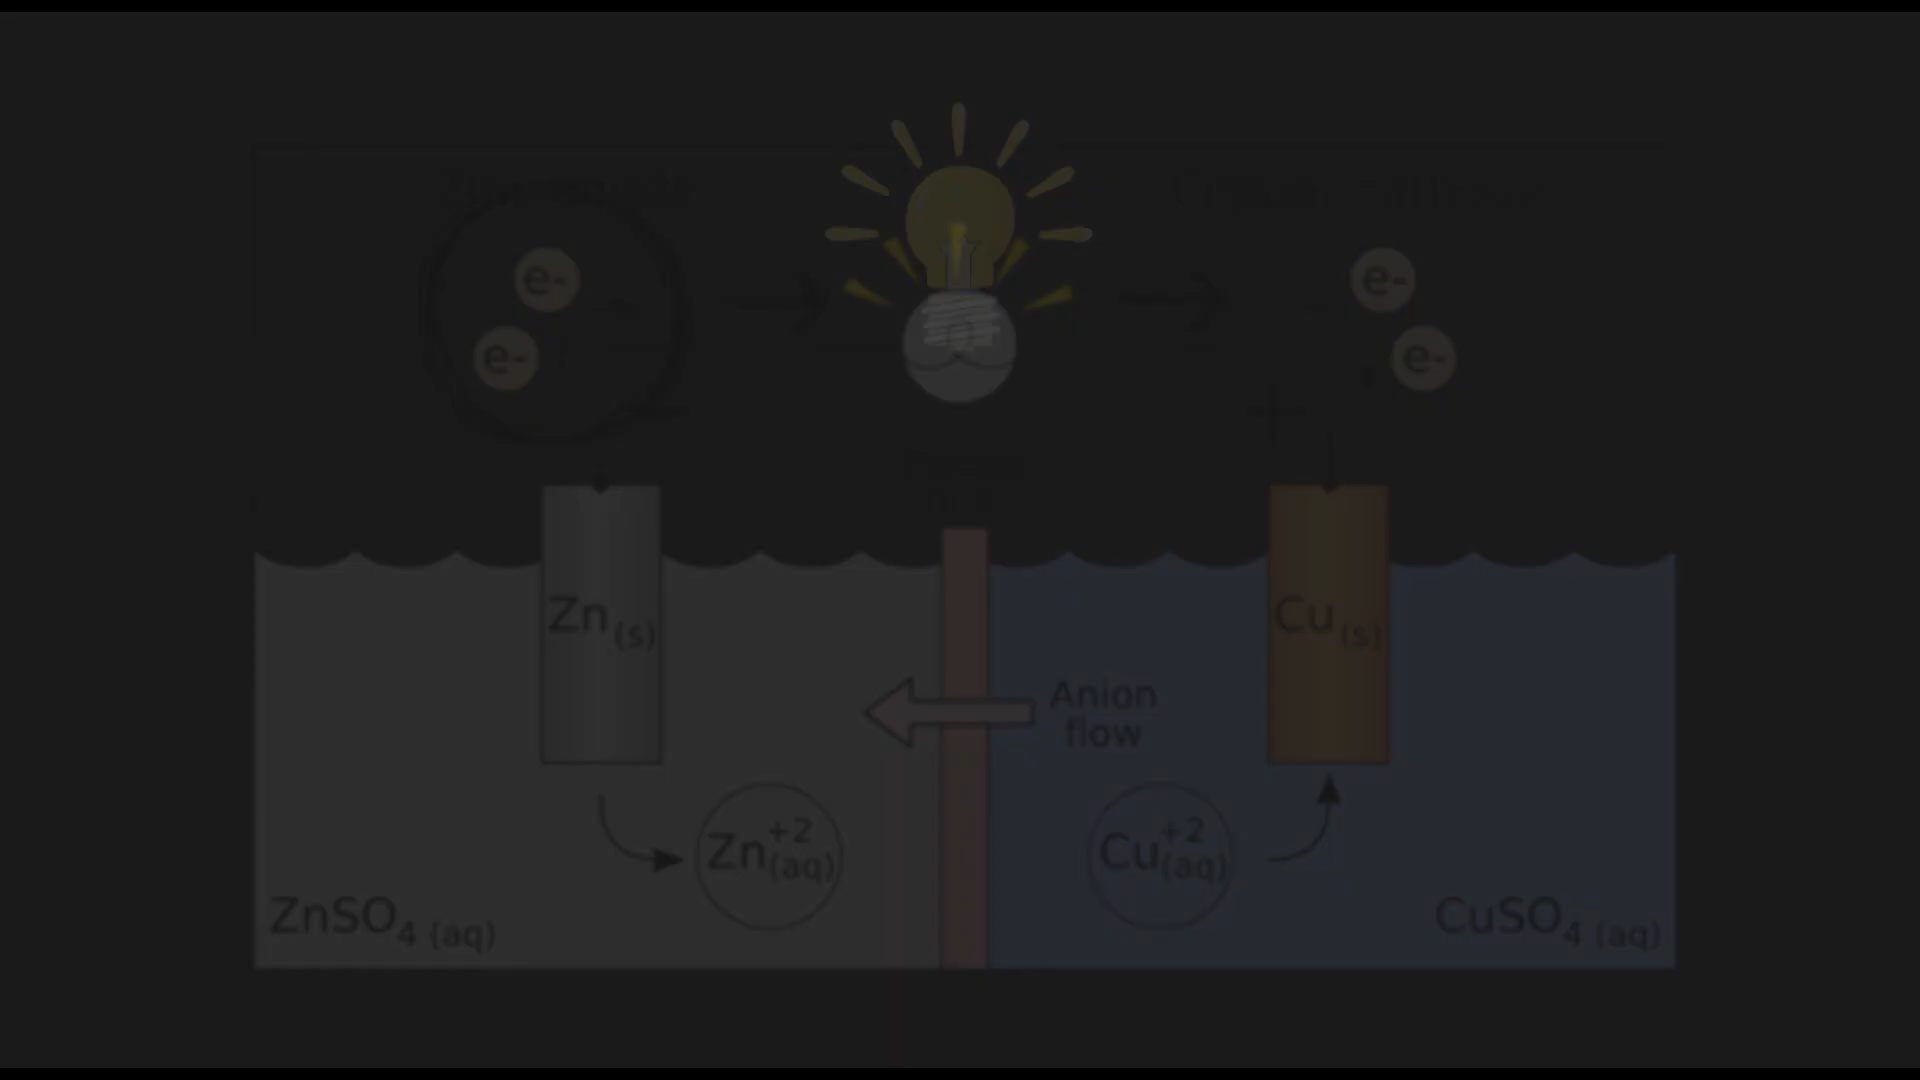 e-
e-
e-
e-
Zn(s)
Cu(s)
Anion
flow
Zn+2(aq)
Cu+2(aq)
ZnSO4 (aq)
CuSO4 (aq)